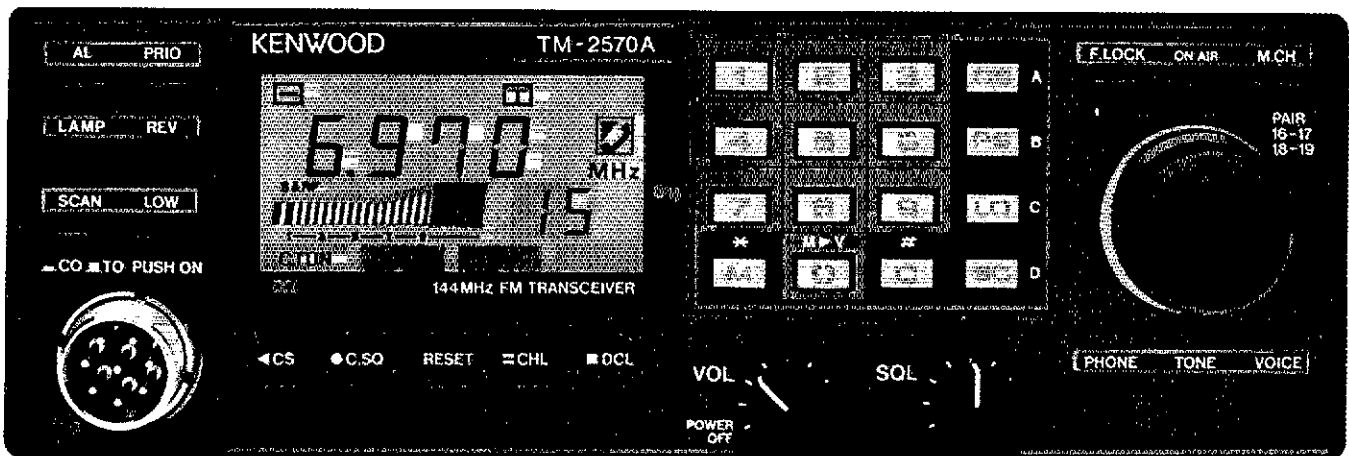 AL PRIO
LAMP REV
SCAN LOW
CO TO PUSH ON
KENWOOD TM-2570A
6.970
MHz
15
144MHz FM TRANSCEIVER
CS C.SQ RESET CHL DCL
A
B
C
* M►V #
D
VOL SQL
POWER
OFF
F.LOCK ON AIR M.CH
PAIR
16-17
18-19
PHONE TONE VOICE